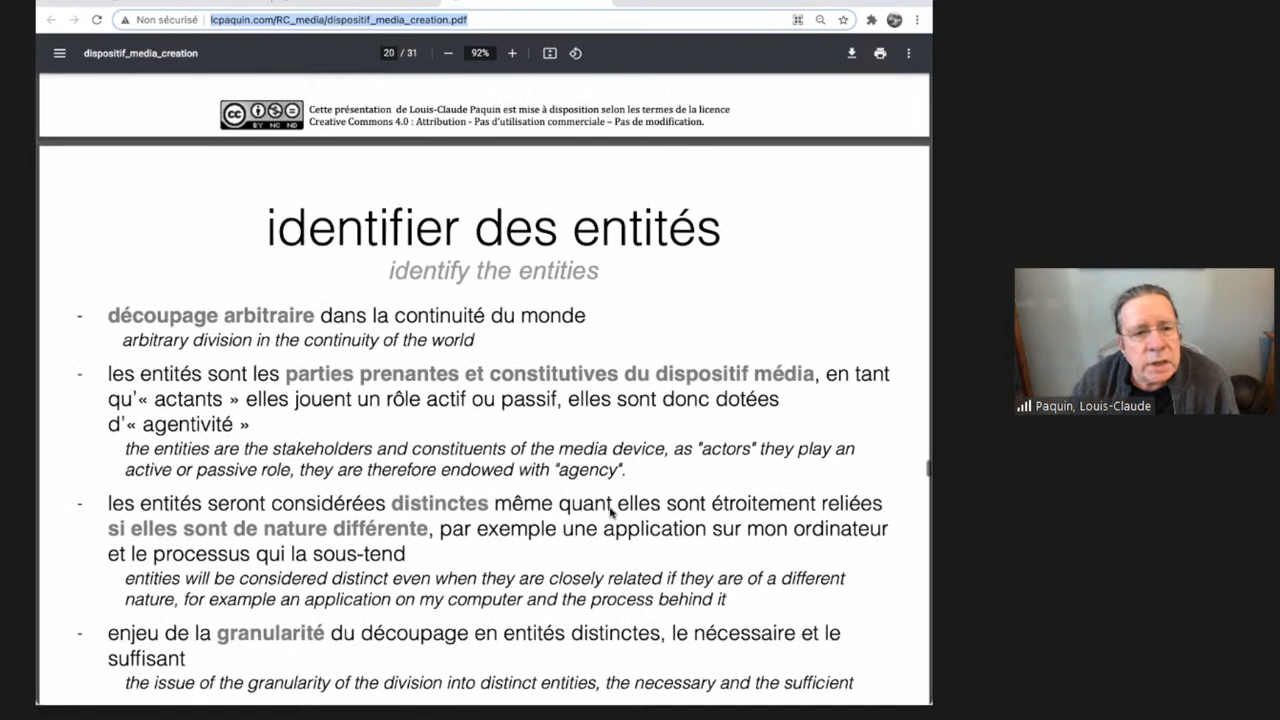 Non sécurisé
lcpaquin.com/RC_media/dispositif_media_creation.pdf
dispositif_media_creation
20 / 31
92%
cc
BY NC ND
Cette présentation de Louis-Claude Paquin est mise à disposition selon les termes de la licence
Creative Commons 4.0 : Attribution - Pas d'utilisation commerciale – Pas de modification.
identifier des entités
identify the entities
- découpage arbitraire dans la continuité du monde
arbitrary division in the continuity of the world
- les entités sont les parties prenantes et constitutives du dispositif média, en tant
qu'« actants » elles jouent un rôle actif ou passif, elles sont donc dotées
d'« agentivité »
the entities are the stakeholders and constituents of the media device, as "actors" they play an
active or passive role, they are therefore endowed with "agency".
- les entités seront considérées distinctes même quant elles sont étroitement reliées
si elles sont de nature différente, par exemple une application sur mon ordinateur
et le processus qui la sous-tend
entities will be considered distinct even when they are closely related if they are of a different
nature, for example an application on my computer and the process behind it
- enjeu de la granularité du découpage en entités distinctes, le nécessaire et le
suffisant
the issue of the granularity of the division into distinct entities, the necessary and the sufficient
Paquin, Louis-Claude